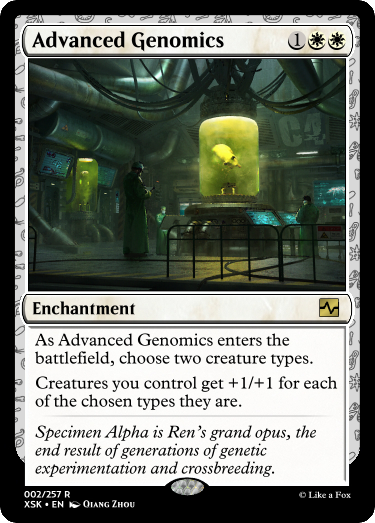 Advanced Genomics 1
Enchantment
As Advanced Genomics enters the
battlefield, choose two creature types.
Creatures you control get +1/+1 for each
of the chosen types they are.
Specimen Alpha is Ren's grand opus, the
end result of generations of genetic
experimentation and crossbreeding.
002/257 R
XSK • EN Qiang Zhou
© Like a Fox